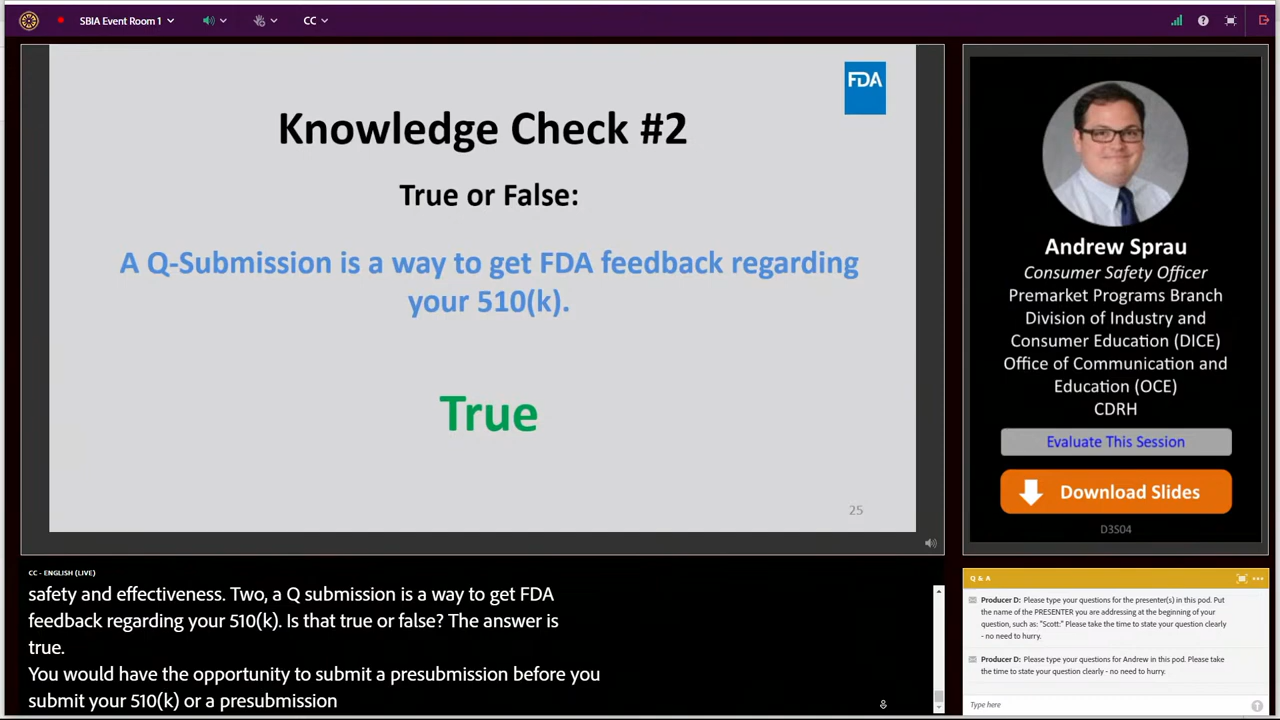 SBIA Event Room 1
CC
FDA
Knowledge Check #2
True or False:
A Q-Submission is a way to get FDA feedback regarding
your 510(k).
True
25
Andrew Sprau
Consumer Safety Officer
Premarket Programs Branch
Division of Industry and
Consumer Education (DICE)
Office of Communication and
Education (OCE)
CDRH
Evaluate This Session
Download Slides
D3S04
CC - ENGLISH (LIVE)
safety and effectiveness. Two, a Q submission is a way to get FDA
feedback regarding your 510(k). Is that true or false? The answer is
true.
You would have the opportunity to submit a presubmission before you
submit your 510(k) or a presubmission
Q & A
Producer D: Please type your questions for the presenter(s) in this pod. Put
the name of the PRESENTER you are addressing at the beginning of your
question, such as: "Scott:" Please take the time to state your question clearly
- no need to hurry.
Producer D: Please type your questions for Andrew in this pod. Please take
the time to state your question clearly - no need to hurry.
Type here